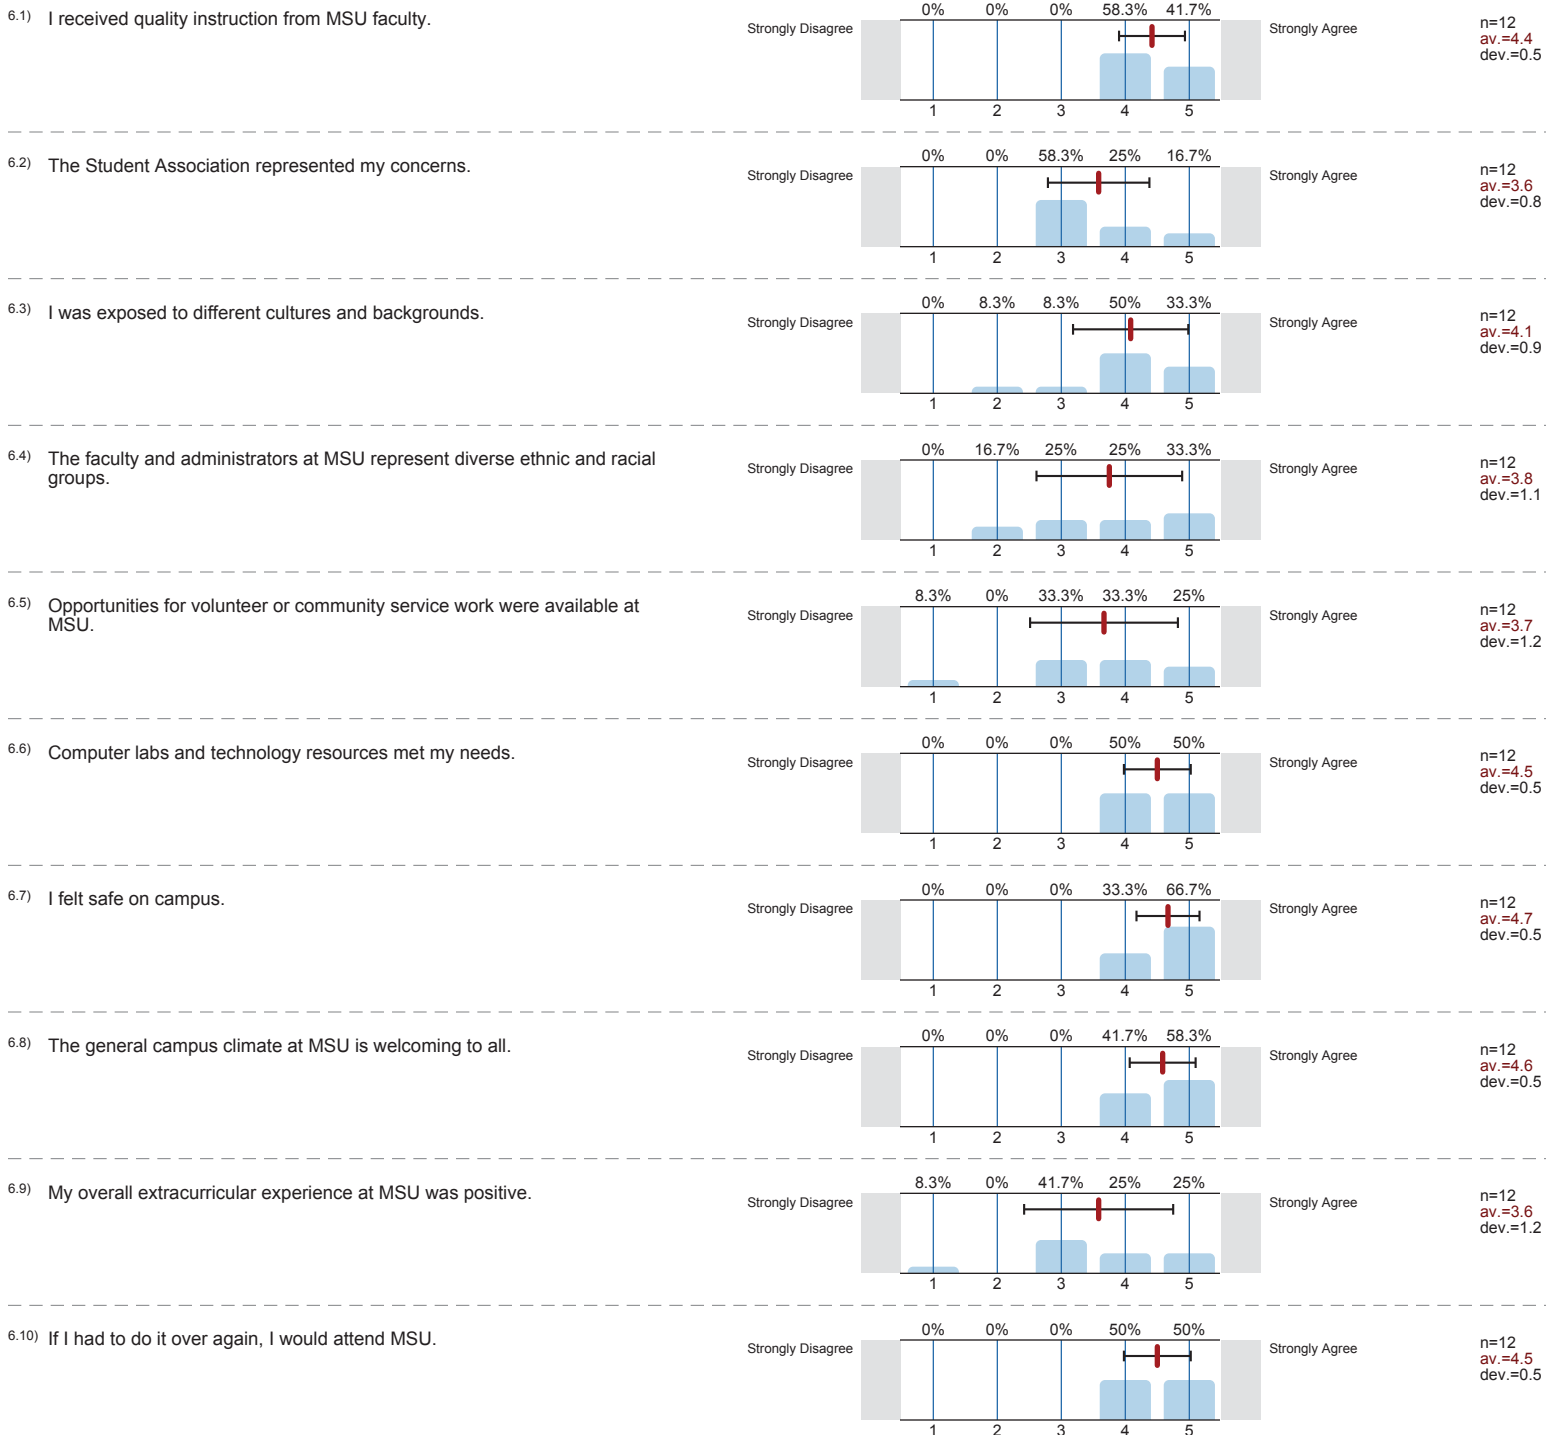 6.1) I received quality instruction from MSU faculty.
Strongly Disagree
0% 0% 0% 58.3% 41.7%
1 2 3 4 5
Strongly Agree
n=12
av.=4.4
dev.=0.5
6.2) The Student Association represented my concerns.
Strongly Disagree
0% 0% 58.3% 25% 16.7%
1 2 3 4 5
Strongly Agree
n=12
av.=3.6
dev.=0.8
6.3) I was exposed to different cultures and backgrounds.
Strongly Disagree
0% 8.3% 8.3% 50% 33.3%
1 2 3 4 5
Strongly Agree
n=12
av.=4.1
dev.=0.9
6.4) The faculty and administrators at MSU represent diverse ethnic and racial
groups.
Strongly Disagree
0% 16.7% 25% 25% 33.3%
1 2 3 4 5
Strongly Agree
n=12
av.=3.8
dev.=1.1
6.5) Opportunities for volunteer or community service work were available at
MSU.
Strongly Disagree
8.3% 0% 33.3% 33.3% 25%
1 2 3 4 5
Strongly Agree
n=12
av.=3.7
dev.=1.2
6.6) Computer labs and technology resources met my needs.
Strongly Disagree
0% 0% 0% 50% 50%
1 2 3 4 5
Strongly Agree
n=12
av.=4.5
dev.=0.5
6.7) I felt safe on campus.
Strongly Disagree
0% 0% 0% 33.3% 66.7%
1 2 3 4 5
Strongly Agree
n=12
av.=4.7
dev.=0.5
6.8) The general campus climate at MSU is welcoming to all.
Strongly Disagree
0% 0% 0% 41.7% 58.3%
1 2 3 4 5
Strongly Agree
n=12
av.=4.6
dev.=0.5
6.9) My overall extracurricular experience at MSU was positive.
Strongly Disagree
8.3% 0% 41.7% 25% 25%
1 2 3 4 5
Strongly Agree
n=12
av.=3.6
dev.=1.2
6.10) If I had to do it over again, I would attend MSU.
Strongly Disagree
0% 0% 0% 50% 50%
1 2 3 4 5
Strongly Agree
n=12
av.=4.5
dev.=0.5